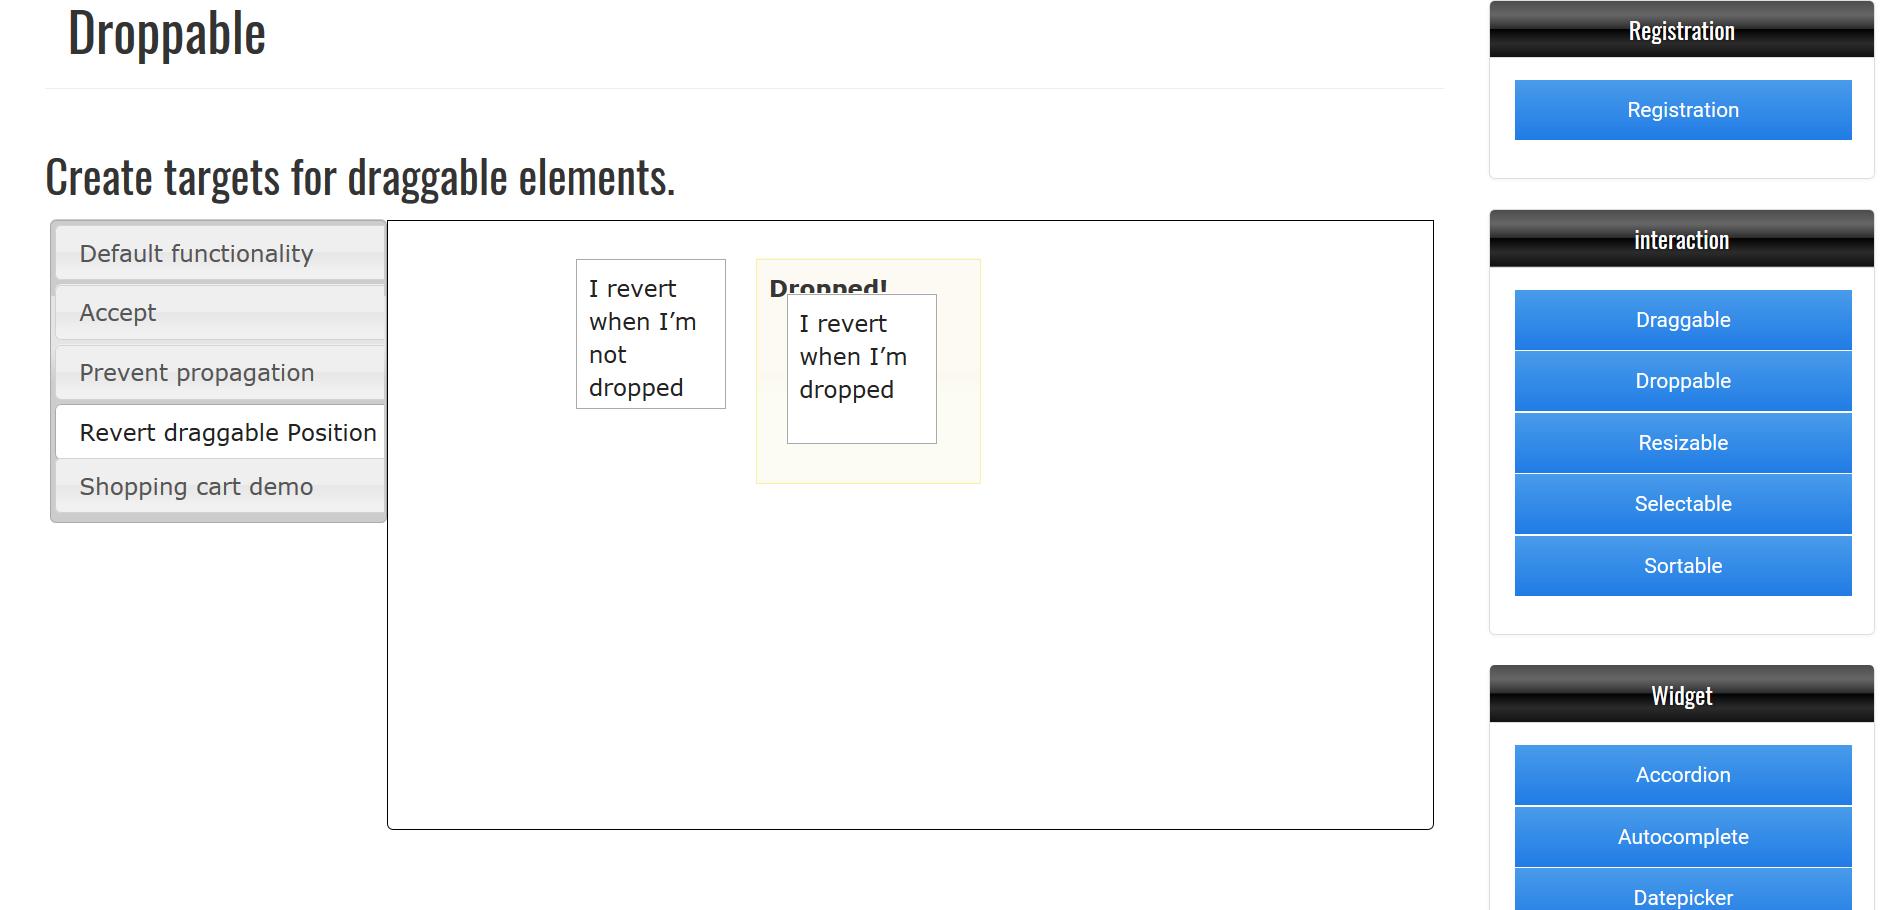 Droppable
Create targets for draggable elements.
Default functionality
Accept
Prevent propagation
Revert draggable Position
Shopping cart demo
I revert
when I’m
not
dropped
Dropped!
I revert
when I’m
dropped
Registration
Registration
interaction
Draggable
Droppable
Resizable
Selectable
Sortable
Widget
Accordion
Autocomplete
Datepicker